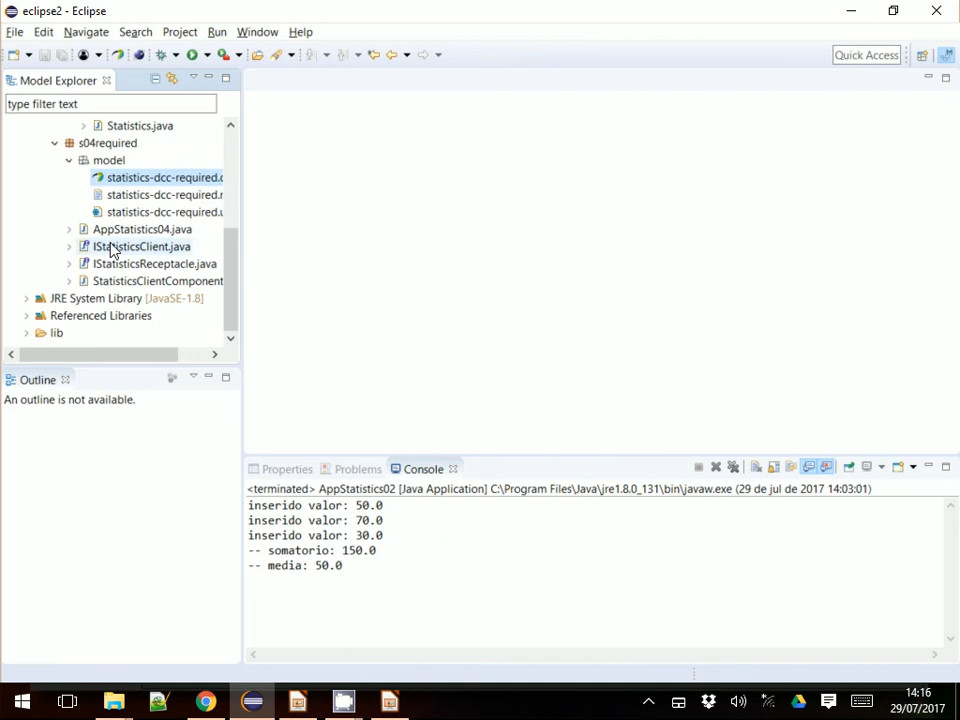 eclipse2 - Eclipse
File Edit Navigate Search Project Run Window Help
Quick Access
Model Explorer
type filter text
Statistics.java
s04required
model
statistics-dcc-required.
statistics-dcc-required.
statistics-dcc-required.
AppStatistics04.java
IStatisticsClient.java
IStatisticsReceptacle.java
StatisticsClientComponent
JRE System Library [JavaSE-1.8]
Referenced Libraries
lib
Outline
An outline is not available.
Properties Problems Console
<terminated> AppStatistics02 [Java Application] C:\Program Files\Java\jre1.8.0_131\bin\javaw.exe (29 de jul de 2017 14:03:01)
inserido valor: 50.0
inserido valor: 70.0
inserido valor: 30.0
-- somatorio: 150.0
-- media: 50.0
14:16
29/07/2017